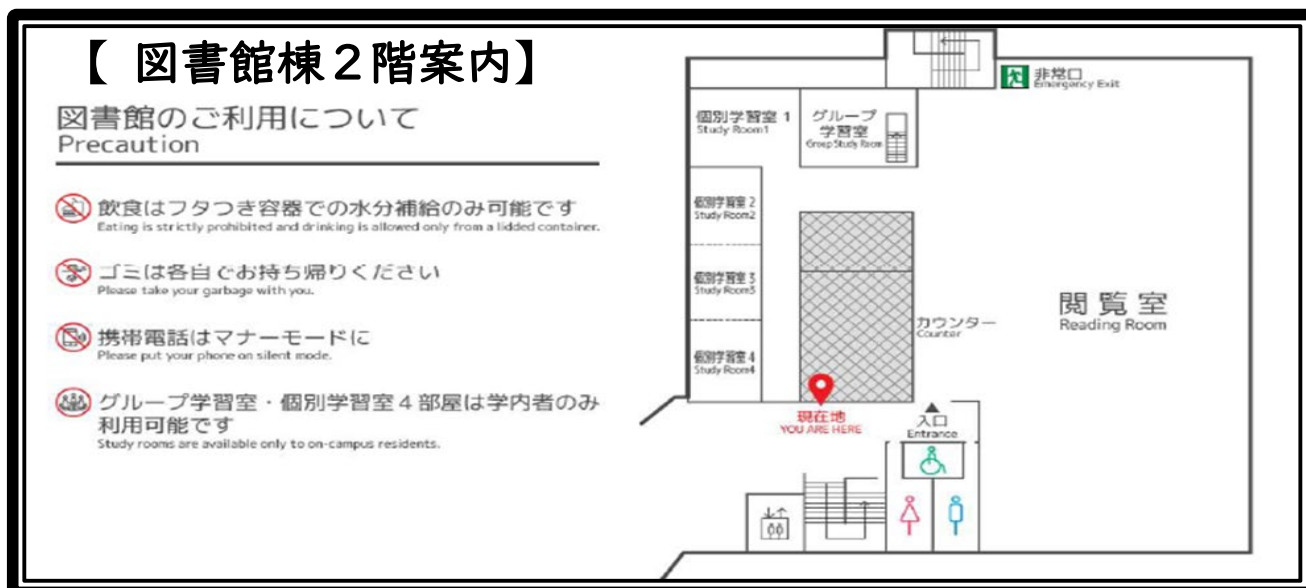 【 図書館棟２階案内】
図書館のご利用について
Precaution
飲食はフタつき容器での水分補給のみ可能です
Eating is strictly prohibited and drinking is allowed only from a lidded container.
ゴミは各自でお持ち帰りください
Please take your garbage with you.
携帯電話はマナーモードに
Please put your phone on silent mode.
グループ学習室・個別学習室４部屋は学内者のみ
利用可能です
Study rooms are available only to on-campus residents.
非常口
Emergency Exit
個別学習室 1
Study Room1
グループ
学習室
Group Study Room
個別学習室 2
Study Room2
個別学習室 3
Study Room3
個別学習室 4
Study Room4
カウンター
Counter
閲覧室
Reading Room
現在地
YOU ARE HERE
入口
Entrance